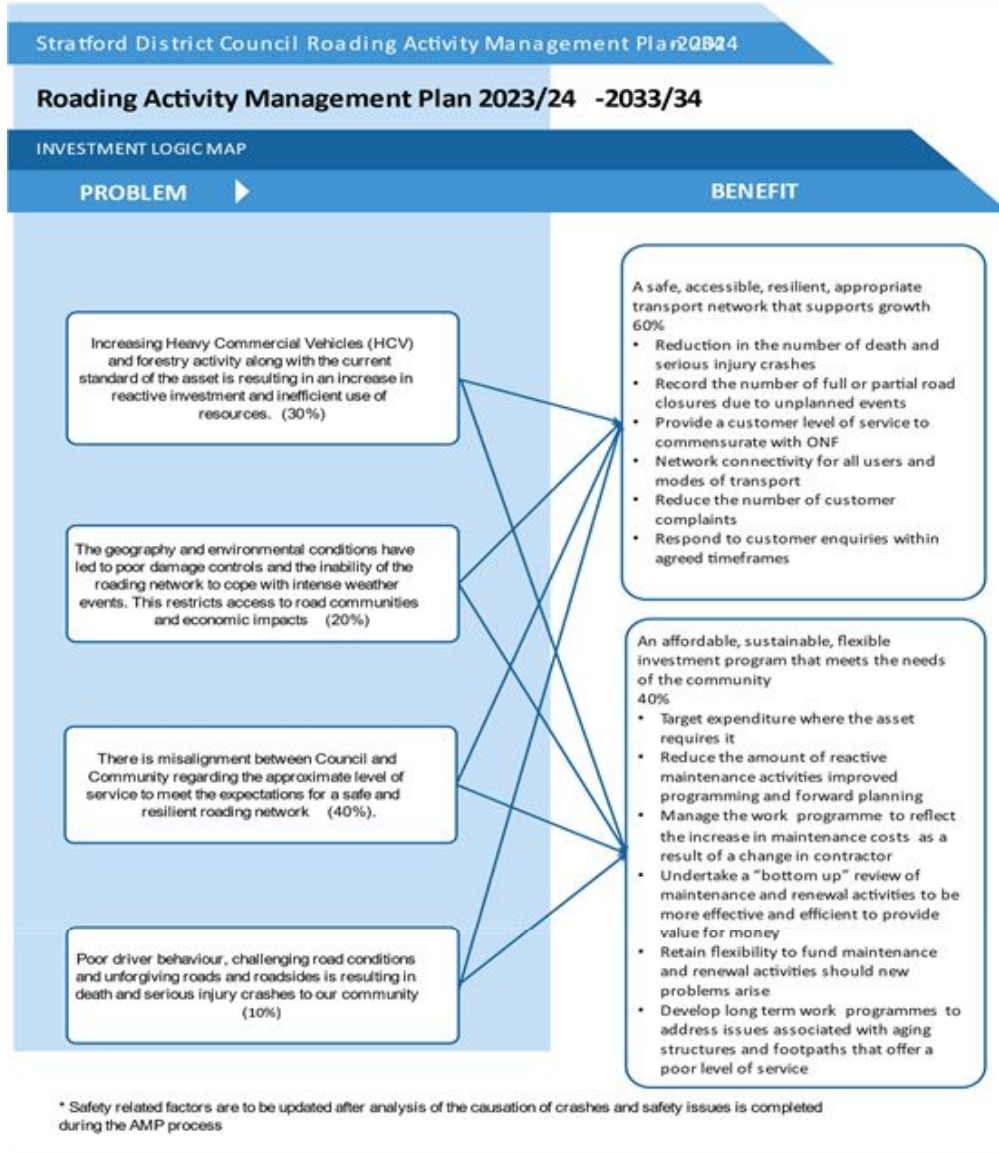 Stratford District Council Roading Activity Management Plan
Roading Activity Management Plan 2023/24 -2033/34
INVESTMENT LOGIC MAP
PROBLEM
BENEFIT
Increasing Heavy Commercial Vehicles (HCV)
and forestry activity along with the current
standard of the asset is resulting in an increase in
reactive investment and inefficient use of
resources. (30%)
The geography and environmental conditions have
led to poor damage controls and the inability of the
roading network to cope with intense weather
events. This restricts access to road communities
and economic impacts (20%)
There is misalignment between Council and
Community regarding the approximate level of
service to meet the expectations for a safe and
resilient roading network (40%).
Poor driver behaviour, challenging road conditions
and unforgiving roads and roadsides is resulting in
death and serious injury crashes to our community
(10%)
A safe, accessible, resilient, appropriate
transport network that supports growth
60%
• Reduction in the number of death and
serious injury crashes
• Record the number of full or partial road
closures due to unplanned events
• Provide a customer level of service to
commensurate with ONF
• Network connectivity for all users and
modes of transport
• Reduce the number of customer
complaints
• Respond to customer enquiries within
agreed timeframes
An affordable, sustainable, flexible
investment program that meets the needs
of the community
40%
• Target expenditure where the asset
requires it
• Reduce the amount of reactive
maintenance activities improved
programming and forward planning
• Manage the work programme to reflect
the increase in maintenance costs as a
result of a change in contractor
• Undertake a “bottom up” review of
maintenance and renewal activities to be
more effective and efficient to provide
value for money
• Retain flexibility to fund maintenance
and renewal activities should new
problems arise
• Develop long term work programmes to
address issues associated with aging
structures and footpaths that offer a
poor level of service
* Safety related factors are to be updated after analysis of the causation of crashes and safety issues is completed
during the AMP process